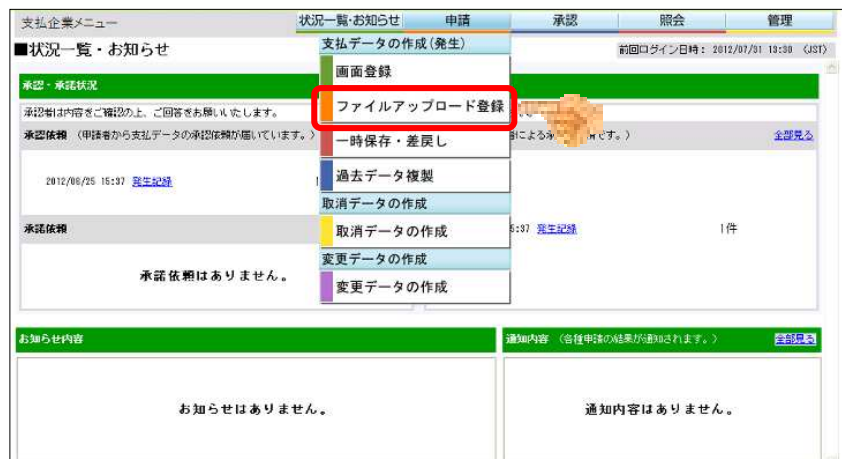 支払企業メニュー
状況一覧・お知らせ 申請 承認 照会 管理
■状況一覧・お知らせ
前回ログイン日時： 2012/07/31 13:30 (JST)
支払データの作成(発生)
画面登録
ファイルアップロード登録
一時保存・差戻し
過去データ複製
取消データの作成
取消データの作成
変更データの作成
変更データの作成
承認・承諾状況
承認者は内容をご確認の上、ご回答をお願いいたします。
承認依頼 （申請者から支払データの承認依頼が届いています。）
全部見る
2012/06/25 15:37 発生記録
5:37 発生記録 1件
承諾依頼
承諾依頼はありません。
お知らせ内容
通知内容 （各種申請の結果が通知されます。） 全部見る
お知らせはありません。
通知内容はありません。